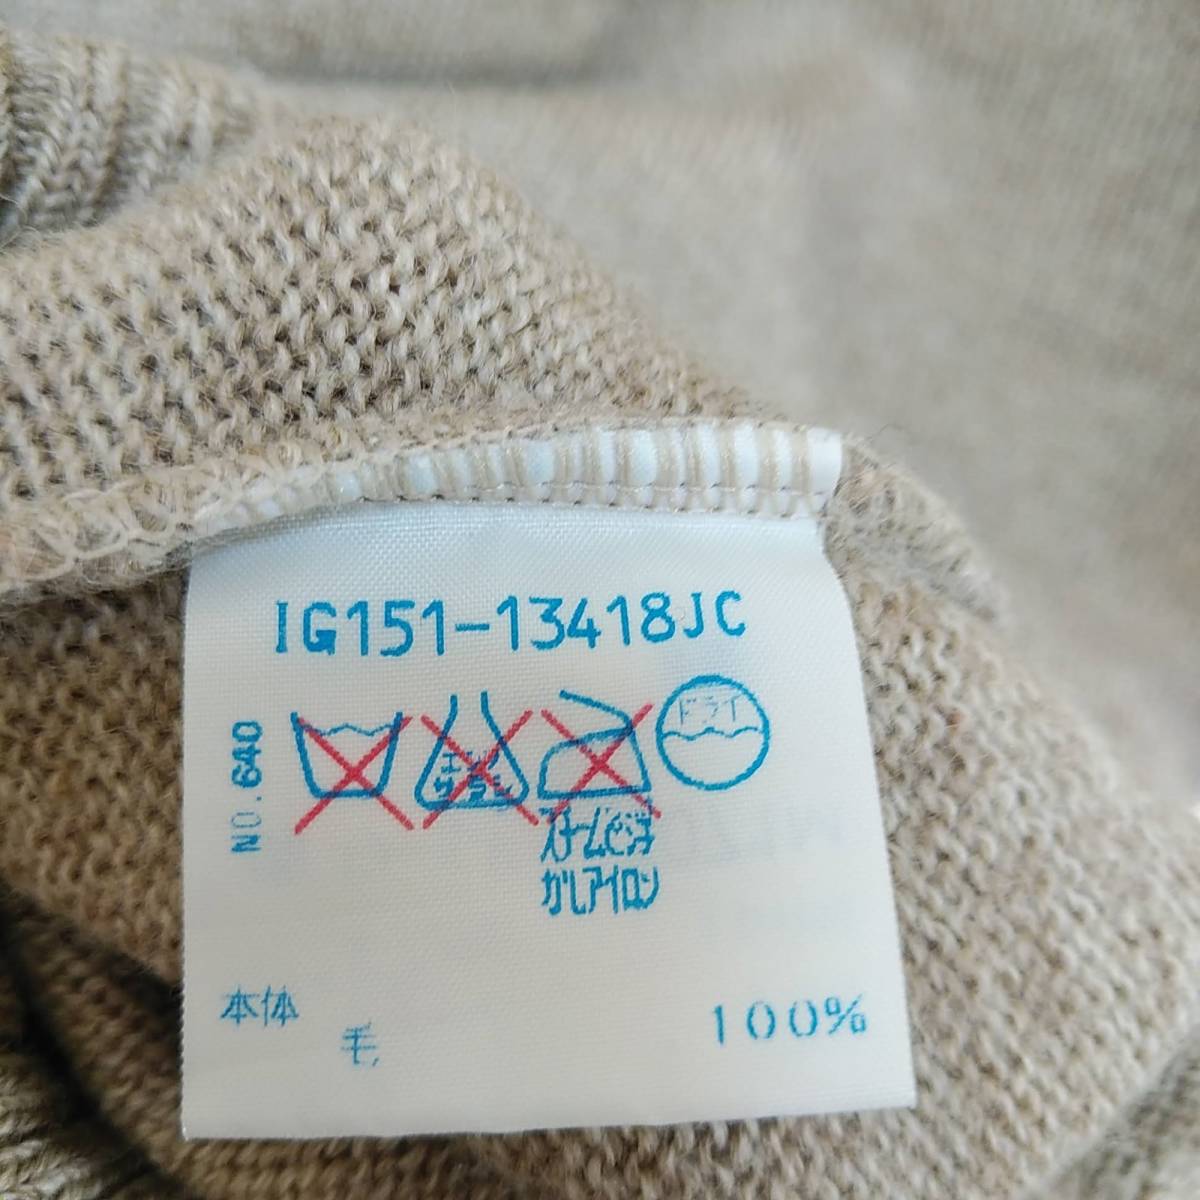 IG151-13418JC
NO.640
エンソ
サラシ
ドライ
スチームで浮
かしアイロン
本体
毛
100%